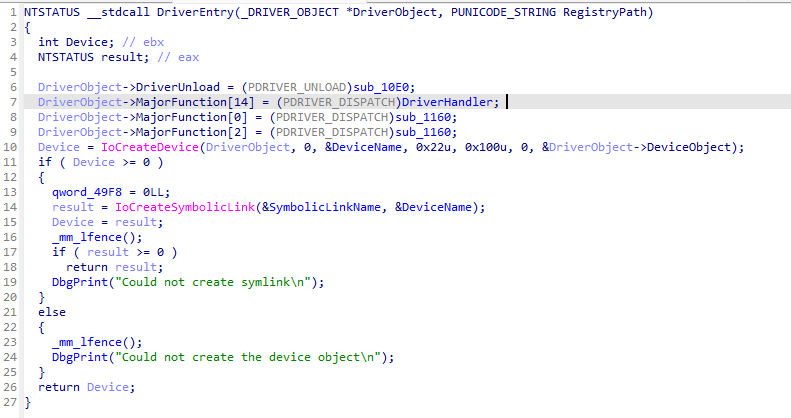 1 NTSTATUS __stdcall DriverEntry(_DRIVER_OBJECT *DriverObject, PUNICODE_STRING RegistryPath)
2 {
3   int Device; // ebx
4   NTSTATUS result; // eax
5
6   DriverObject->DriverUnload = (PDRIVER_UNLOAD)sub_10E0;
7   DriverObject->MajorFunction[14] = (PDRIVER_DISPATCH)DriverHandler;
8   DriverObject->MajorFunction[0] = (PDRIVER_DISPATCH)sub_1160;
9   DriverObject->MajorFunction[2] = (PDRIVER_DISPATCH)sub_1160;
10   Device = IoCreateDevice(DriverObject, 0, &DeviceName, 0x22u, 0x100u, 0, &DriverObject->DeviceObject);
11   if ( Device >= 0 )
12   {
13     qword_49F8 = 0LL;
14     result = IoCreateSymbolicLink(&SymbolicLinkName, &DeviceName);
15     Device = result;
16     _mm_lfence();
17     if ( result >= 0 )
18       return result;
19     DbgPrint("Could not create symlink\n");
20   }
21   else
22   {
23     _mm_lfence();
24     DbgPrint("Could not create the device object\n");
25   }
26   return Device;
27 }